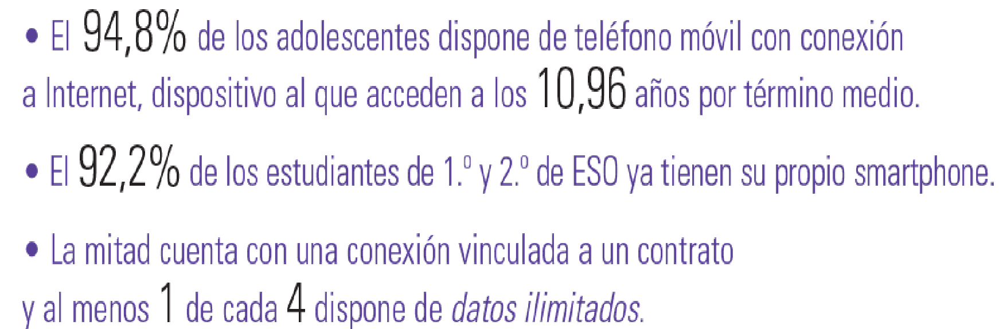 • El 94,8% de los adolescentes dispone de teléfono móvil con conexión
a Internet, dispositivo al que acceden a los 10,96 años por término medio.
• El 92,2% de los estudiantes de 1.º y 2.º de ESO ya tienen su propio smartphone.
• La mitad cuenta con una conexión vinculada a un contrato
y al menos 1 de cada 4 dispone de datos ilimitados.